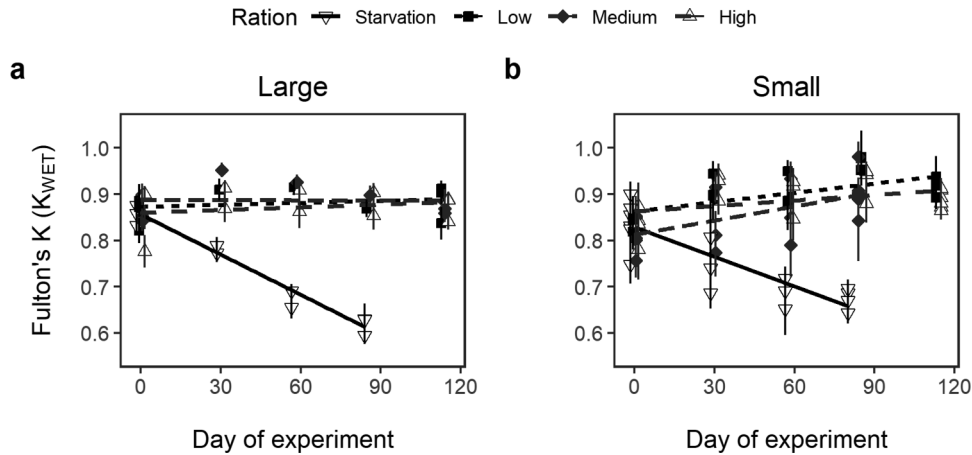 Ration Starvation Low Medium High
a b
Large Small
Fulton's K (K_WET)
1.0 1.0
0.9 0.9
0.8 0.8
0.7 0.7
0.6 0.6
0 30 60 90 120 0 30 60 90 120
Day of experiment Day of experiment